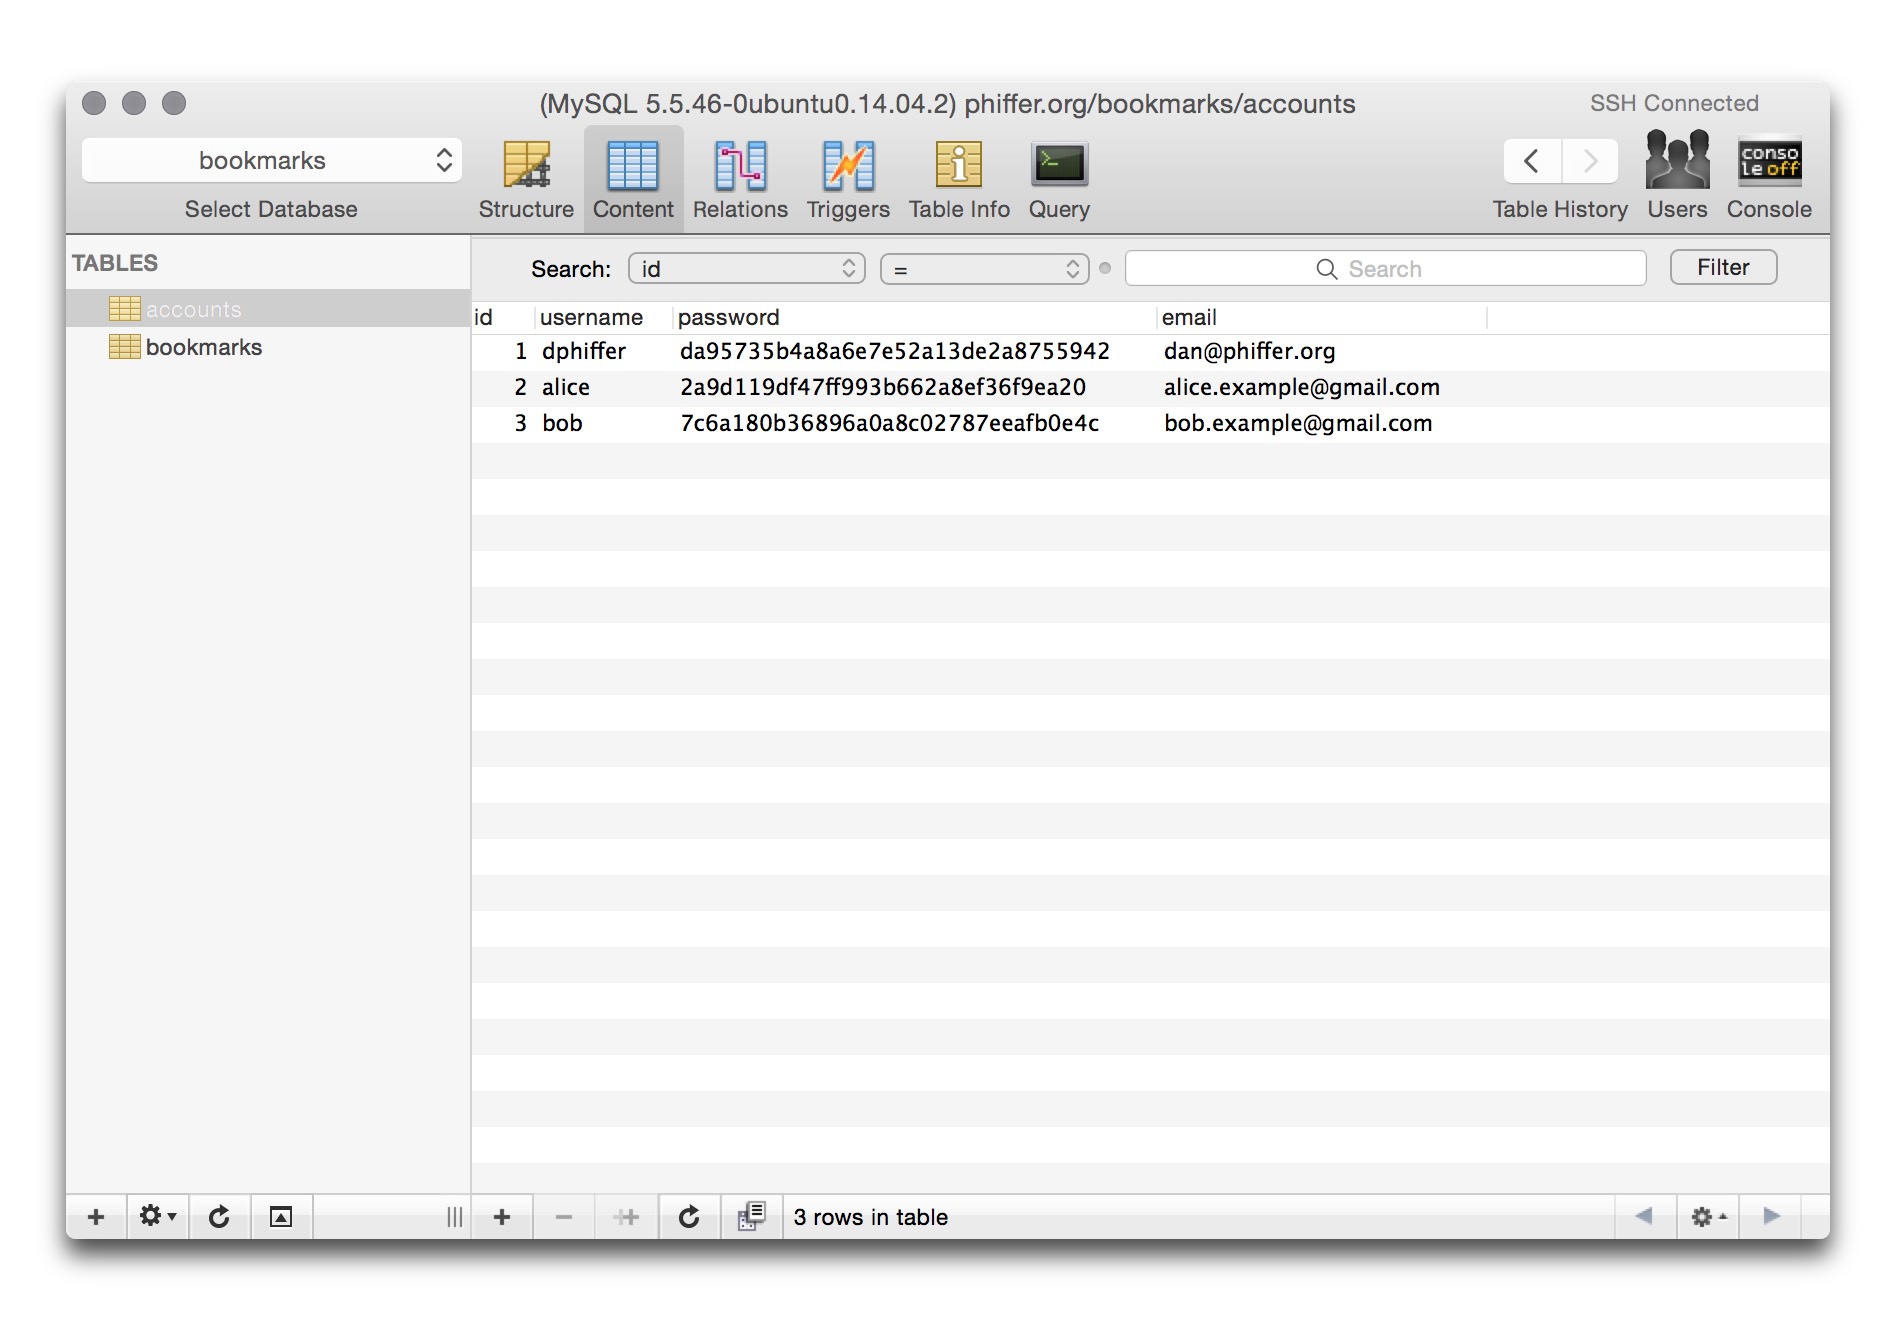 (MySQL 5.5.46-0ubuntu0.14.04.2) phiffer.org/bookmarks/accounts
SSH Connected
bookmarks
Select Database
Structure
Content
Relations
Triggers
Table Info
Query
Table History
Users
conso
le off
Console
TABLES
accounts
bookmarks
Search: id = Search Filter
id username password email
1 dphiffer da95735b4a8a6e7e52a13de2a8755942 dan@phiffer.org
2 alice 2a9d119df47ff993b662a8ef36f9ea20 alice.example@gmail.com
3 bob 7c6a180b36896a0a8c02787eeafb0e4c bob.example@gmail.com
3 rows in table